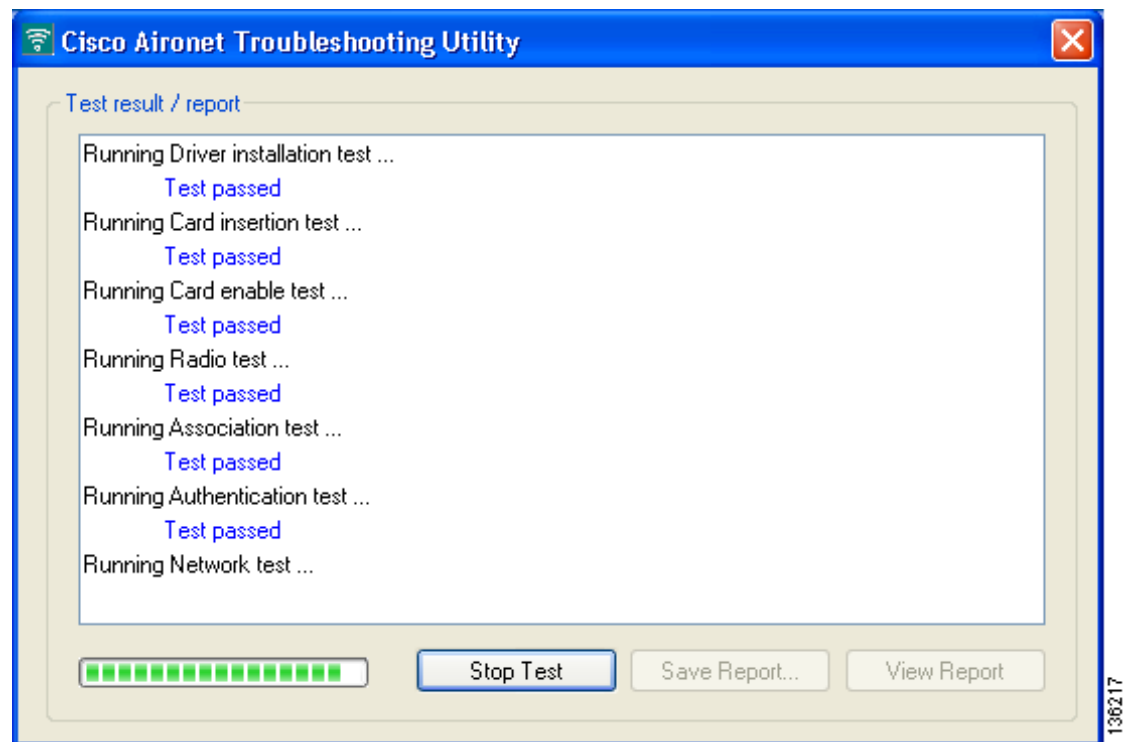 Cisco Aironet Troubleshooting Utility
Test result / report
Running Driver installation test ...
Test passed
Running Card insertion test ...
Test passed
Running Card enable test ...
Test passed
Running Radio test ...
Test passed
Running Association test ...
Test passed
Running Authentication test ...
Test passed
Running Network test ...
Stop Test
Save Report...
View Report
136217